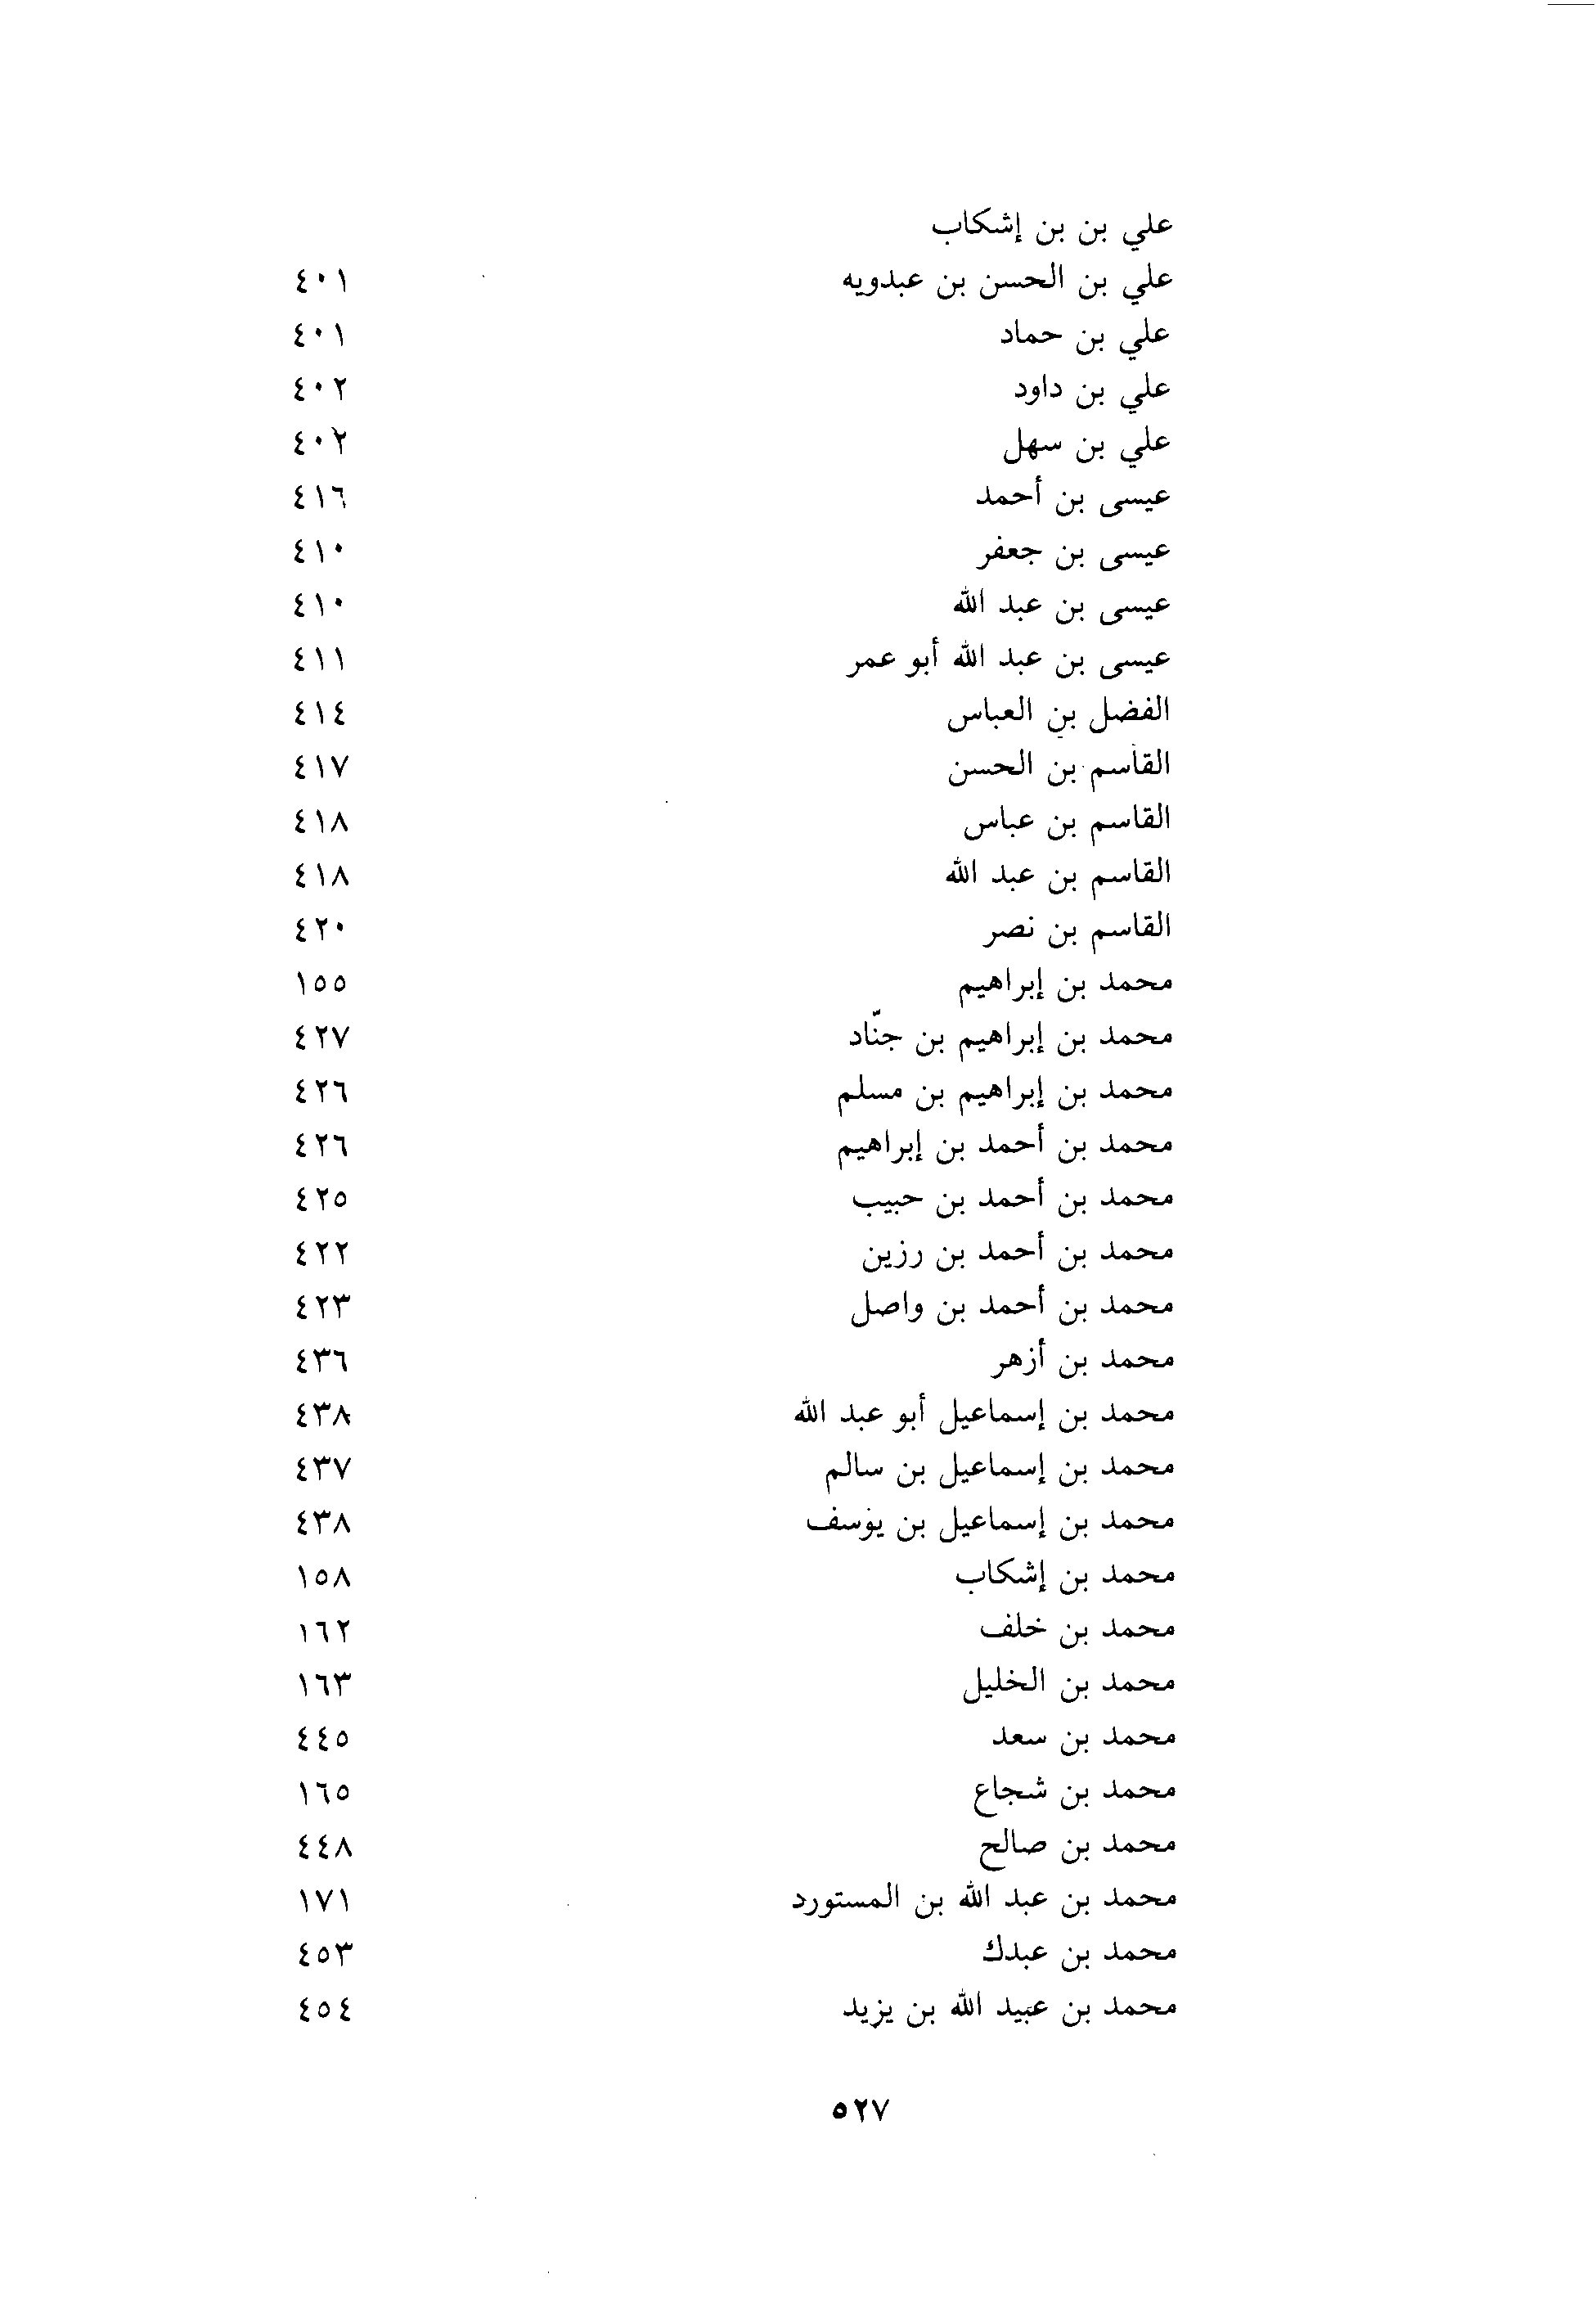 علي بن بن إشكاب
علي بن الحسن بن عبدويه ٤٠١
علي بن حماد ٤٠١
علي بن داود ٤٠٢
علي بن سهل ٤٠٢
عيسى بن أحمد ٤١٦
عيسى بن جعفر ٤١٠
عيسى بن عبد الله ٤١٠
عيسى بن عبد الله أبو عمر ٤١١
الفضل بن العباس ٤١٤
القاسم بن الحسن ٤١٧
القاسم بن عباس ٤١٨
القاسم بن عبد الله ٤١٨
القاسم بن نصر ٤٢٠
محمد بن إبراهيم ١٥٥
محمد بن إبراهيم بن جنّاد ٤٢٧
محمد بن إبراهيم بن مسلم ٤٢٦
محمد بن أحمد بن إبراهيم ٤٢٦
محمد بن أحمد بن حبيب ٤٢٥
محمد بن أحمد بن رزين ٤٢٢
محمد بن أحمد بن واصل ٤٢٣
محمد بن أزهر ٤٣٦
محمد بن إسماعيل أبو عبد الله ٤٣٨
محمد بن إسماعيل بن سالم ٤٣٧
محمد بن إسماعيل بن يوسف ٤٣٨
محمد بن إشكاب ١٥٨
محمد بن خلف ١٦٢
محمد بن الخليل ١٦٣
محمد بن سعد ٤٤٥
محمد بن شجاع ١٦٥
محمد بن صالح ٤٤٨
محمد بن عبد الله بن المستورد ١٧١
محمد بن عبدك ٤٥٣
محمد بن عبيد الله بن يزيد ٤٥٤
٥٢٧